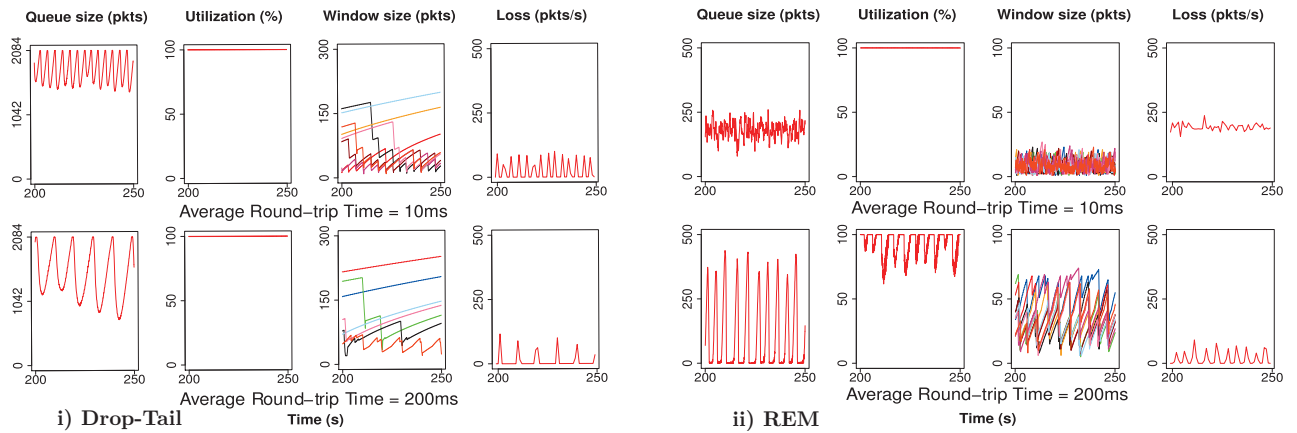 Queue size (pkts) Utilization (%) Window size (pkts) Loss (pkts/s)
2084 1042 0 200 250
100 50 0 200 250
300 150 0 200 250
500 250 0 200 250
Average Round-trip Time = 10ms
2084 1042 0 200 250
100 50 0 200 250
300 150 0 200 250
500 250 0 200 250
Average Round-trip Time = 200ms
i) Drop-Tail
Time (s)
Queue size (pkts) Utilization (%) Window size (pkts) Loss (pkts/s)
500 250 0 200 250
100 50 0 200 250
300 150 0 200 250
500 250 0 200 250
Average Round-trip Time = 10ms
500 250 0 200 250
100 50 0 200 250
300 150 0 200 250
500 250 0 200 250
Average Round-trip Time = 200ms
ii) REM
Time (s)